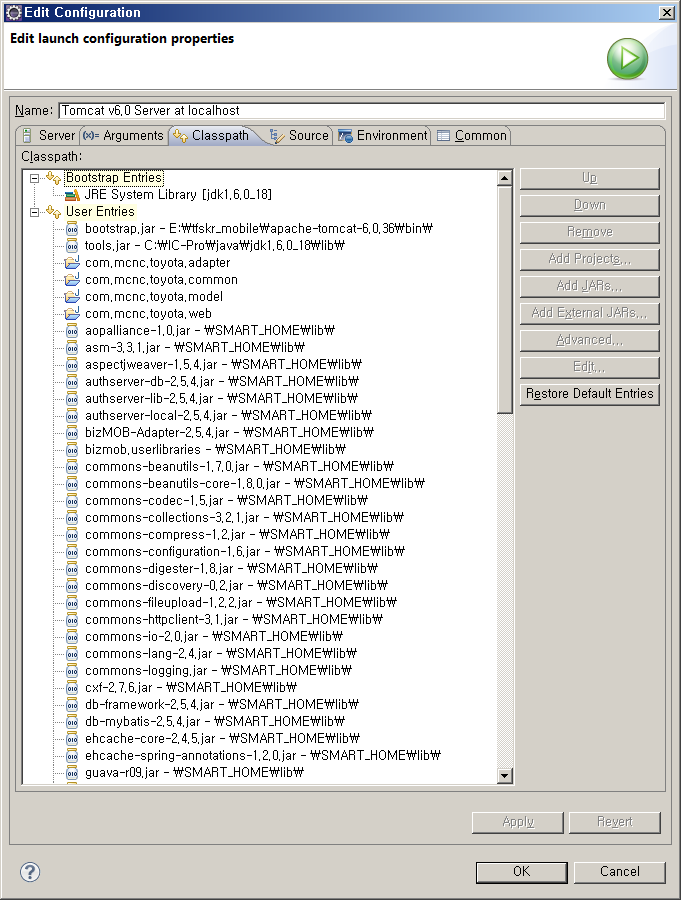 Edit Configuration
Edit launch configuration properties
Name: Tomcat v6.0 Server at localhost
Server (x)= Arguments Classpath Source Environment Common
Classpath:
Bootstrap Entries
JRE System Library [jdk1.6.0_18]
User Entries
bootstrap.jar - E:₩tfskr_mobile₩apache-tomcat-6.0.36₩bin₩
tools.jar - C:₩IC-Pro₩java₩jdk1.6.0_18₩lib₩
com.mcnc.toyota.adapter
com.mcnc.toyota.common
com.mcnc.toyota.model
com.mcnc.toyota.web
aopalliance-1.0.jar - ₩SMART_HOME₩lib₩
asm-3.3.1.jar - ₩SMART_HOME₩lib₩
aspectjweaver-1.5.4.jar - ₩SMART_HOME₩lib₩
authserver-db-2.5.4.jar - ₩SMART_HOME₩lib₩
authserver-lib-2.5.4.jar - ₩SMART_HOME₩lib₩
authserver-local-2.5.4.jar - ₩SMART_HOME₩lib₩
bizMOB-Adapter-2.5.4.jar - ₩SMART_HOME₩lib₩
bizmob.userlibraries - ₩SMART_HOME₩lib₩
commons-beanutils-1.7.0.jar - ₩SMART_HOME₩lib₩
commons-beanutils-core-1.8.0.jar - ₩SMART_HOME₩lib₩
commons-codec-1.5.jar - ₩SMART_HOME₩lib₩
commons-collections-3.2.1.jar - ₩SMART_HOME₩lib₩
commons-compress-1.2.jar - ₩SMART_HOME₩lib₩
commons-configuration-1.6.jar - ₩SMART_HOME₩lib₩
commons-digester-1.8.jar - ₩SMART_HOME₩lib₩
commons-discovery-0.2.jar - ₩SMART_HOME₩lib₩
commons-fileupload-1.2.2.jar - ₩SMART_HOME₩lib₩
commons-httpclient-3.1.jar - ₩SMART_HOME₩lib₩
commons-io-2.0.jar - ₩SMART_HOME₩lib₩
commons-lang-2.4.jar - ₩SMART_HOME₩lib₩
commons-logging.jar - ₩SMART_HOME₩lib₩
cxf-2.7.6.jar - ₩SMART_HOME₩lib₩
db-framework-2.5.4.jar - ₩SMART_HOME₩lib₩
db-mybatis-2.5.4.jar - ₩SMART_HOME₩lib₩
ehcache-core-2.4.5.jar - ₩SMART_HOME₩lib₩
ehcache-spring-annotations-1.2.0.jar - ₩SMART_HOME₩lib₩
guava-r09.jar - ₩SMART_HOME₩lib₩
Up
Down
Remove
Add Projects...
Add JARs...
Add External JARs...
Advanced...
Edit...
Restore Default Entries
Apply Revert
? OK Cancel